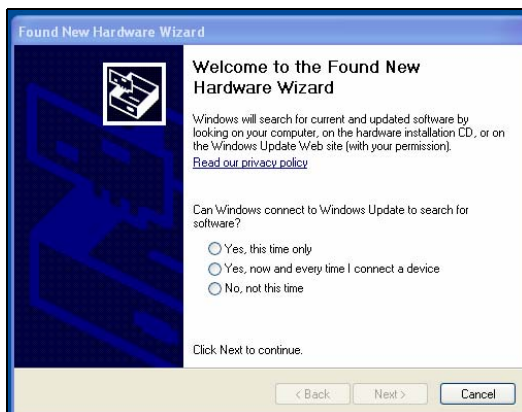 Found New Hardware Wizard
Welcome to the Found New
Hardware Wizard
Windows will search for current and updated software by
looking on your computer, on the hardware installation CD, or on
the Windows Update Web site (with your permission).
Read our privacy policy
Can Windows connect to Windows Update to search for
software?
Yes, this time only
Yes, now and every time I connect a device
No, not this time
Click Next to continue.
< Back Next > Cancel